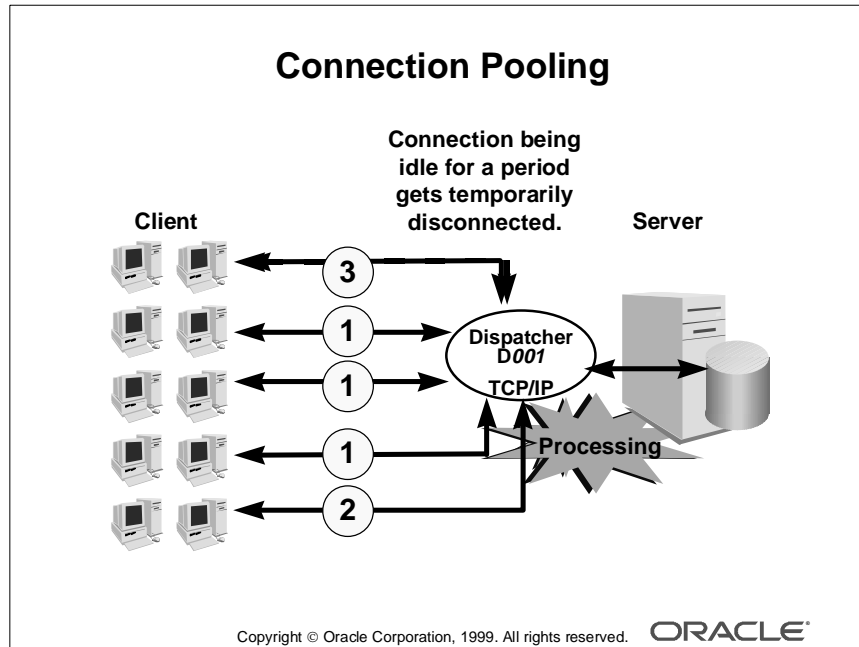 Connection Pooling
Connection being
idle for a period
gets temporarily
disconnected.
Client
Server
3
1
1
1
2
Dispatcher
D001
TCP/IP
Processing
Copyright © Oracle Corporation, 1999. All rights reserved.
ORACLE®